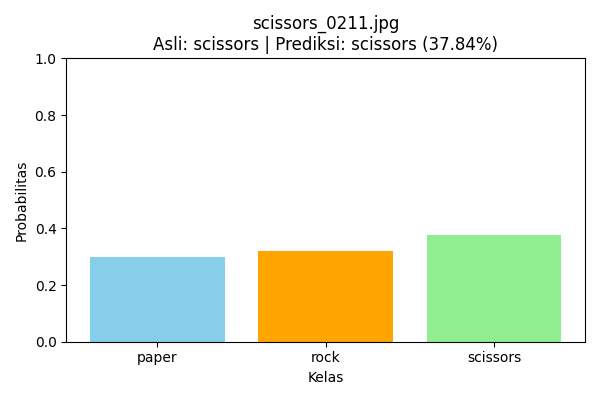 scissors_0211.jpg
Asli: scissors | Prediksi: scissors (37.84%)
1.0
0.8
0.6
0.4
0.2
0.0
Probabilitas
paper rock scissors
Kelas